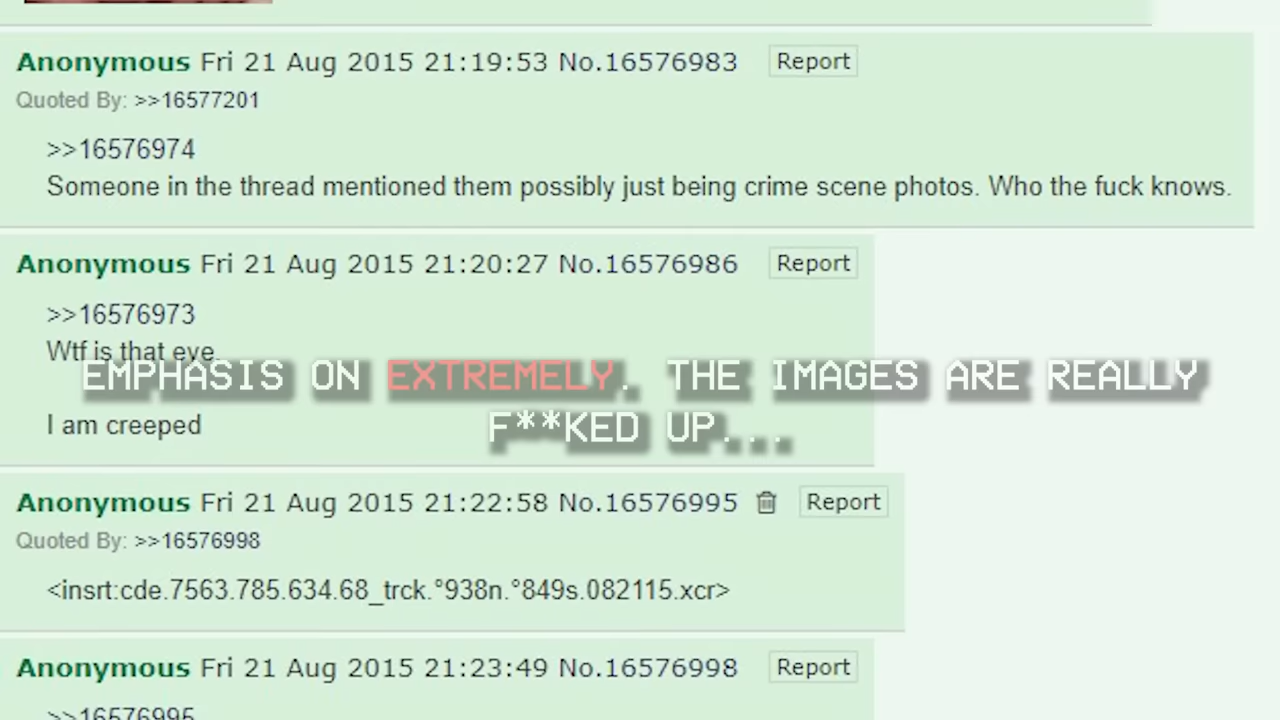 Anonymous Fri 21 Aug 2015 21:19:53 No.16576983 Report
Quoted By: >>16577201
>>16576974
Someone in the thread mentioned them possibly just being crime scene photos. Who the fuck knows.
Anonymous Fri 21 Aug 2015 21:20:27 No.16576986 Report
>>16576973
Wtf is that eye
EMPHASIS ON EXTREMELY. THE IMAGES ARE REALLY
I am creeped
F**KED UP...
Anonymous Fri 21 Aug 2015 21:22:58 No.16576995 Report
Quoted By: >>16576998
<insrt:cde.7563.785.634.68_trck.°938n.°849s.082115.xcr>
Anonymous Fri 21 Aug 2015 21:23:49 No.16576998 Report
>>16576995